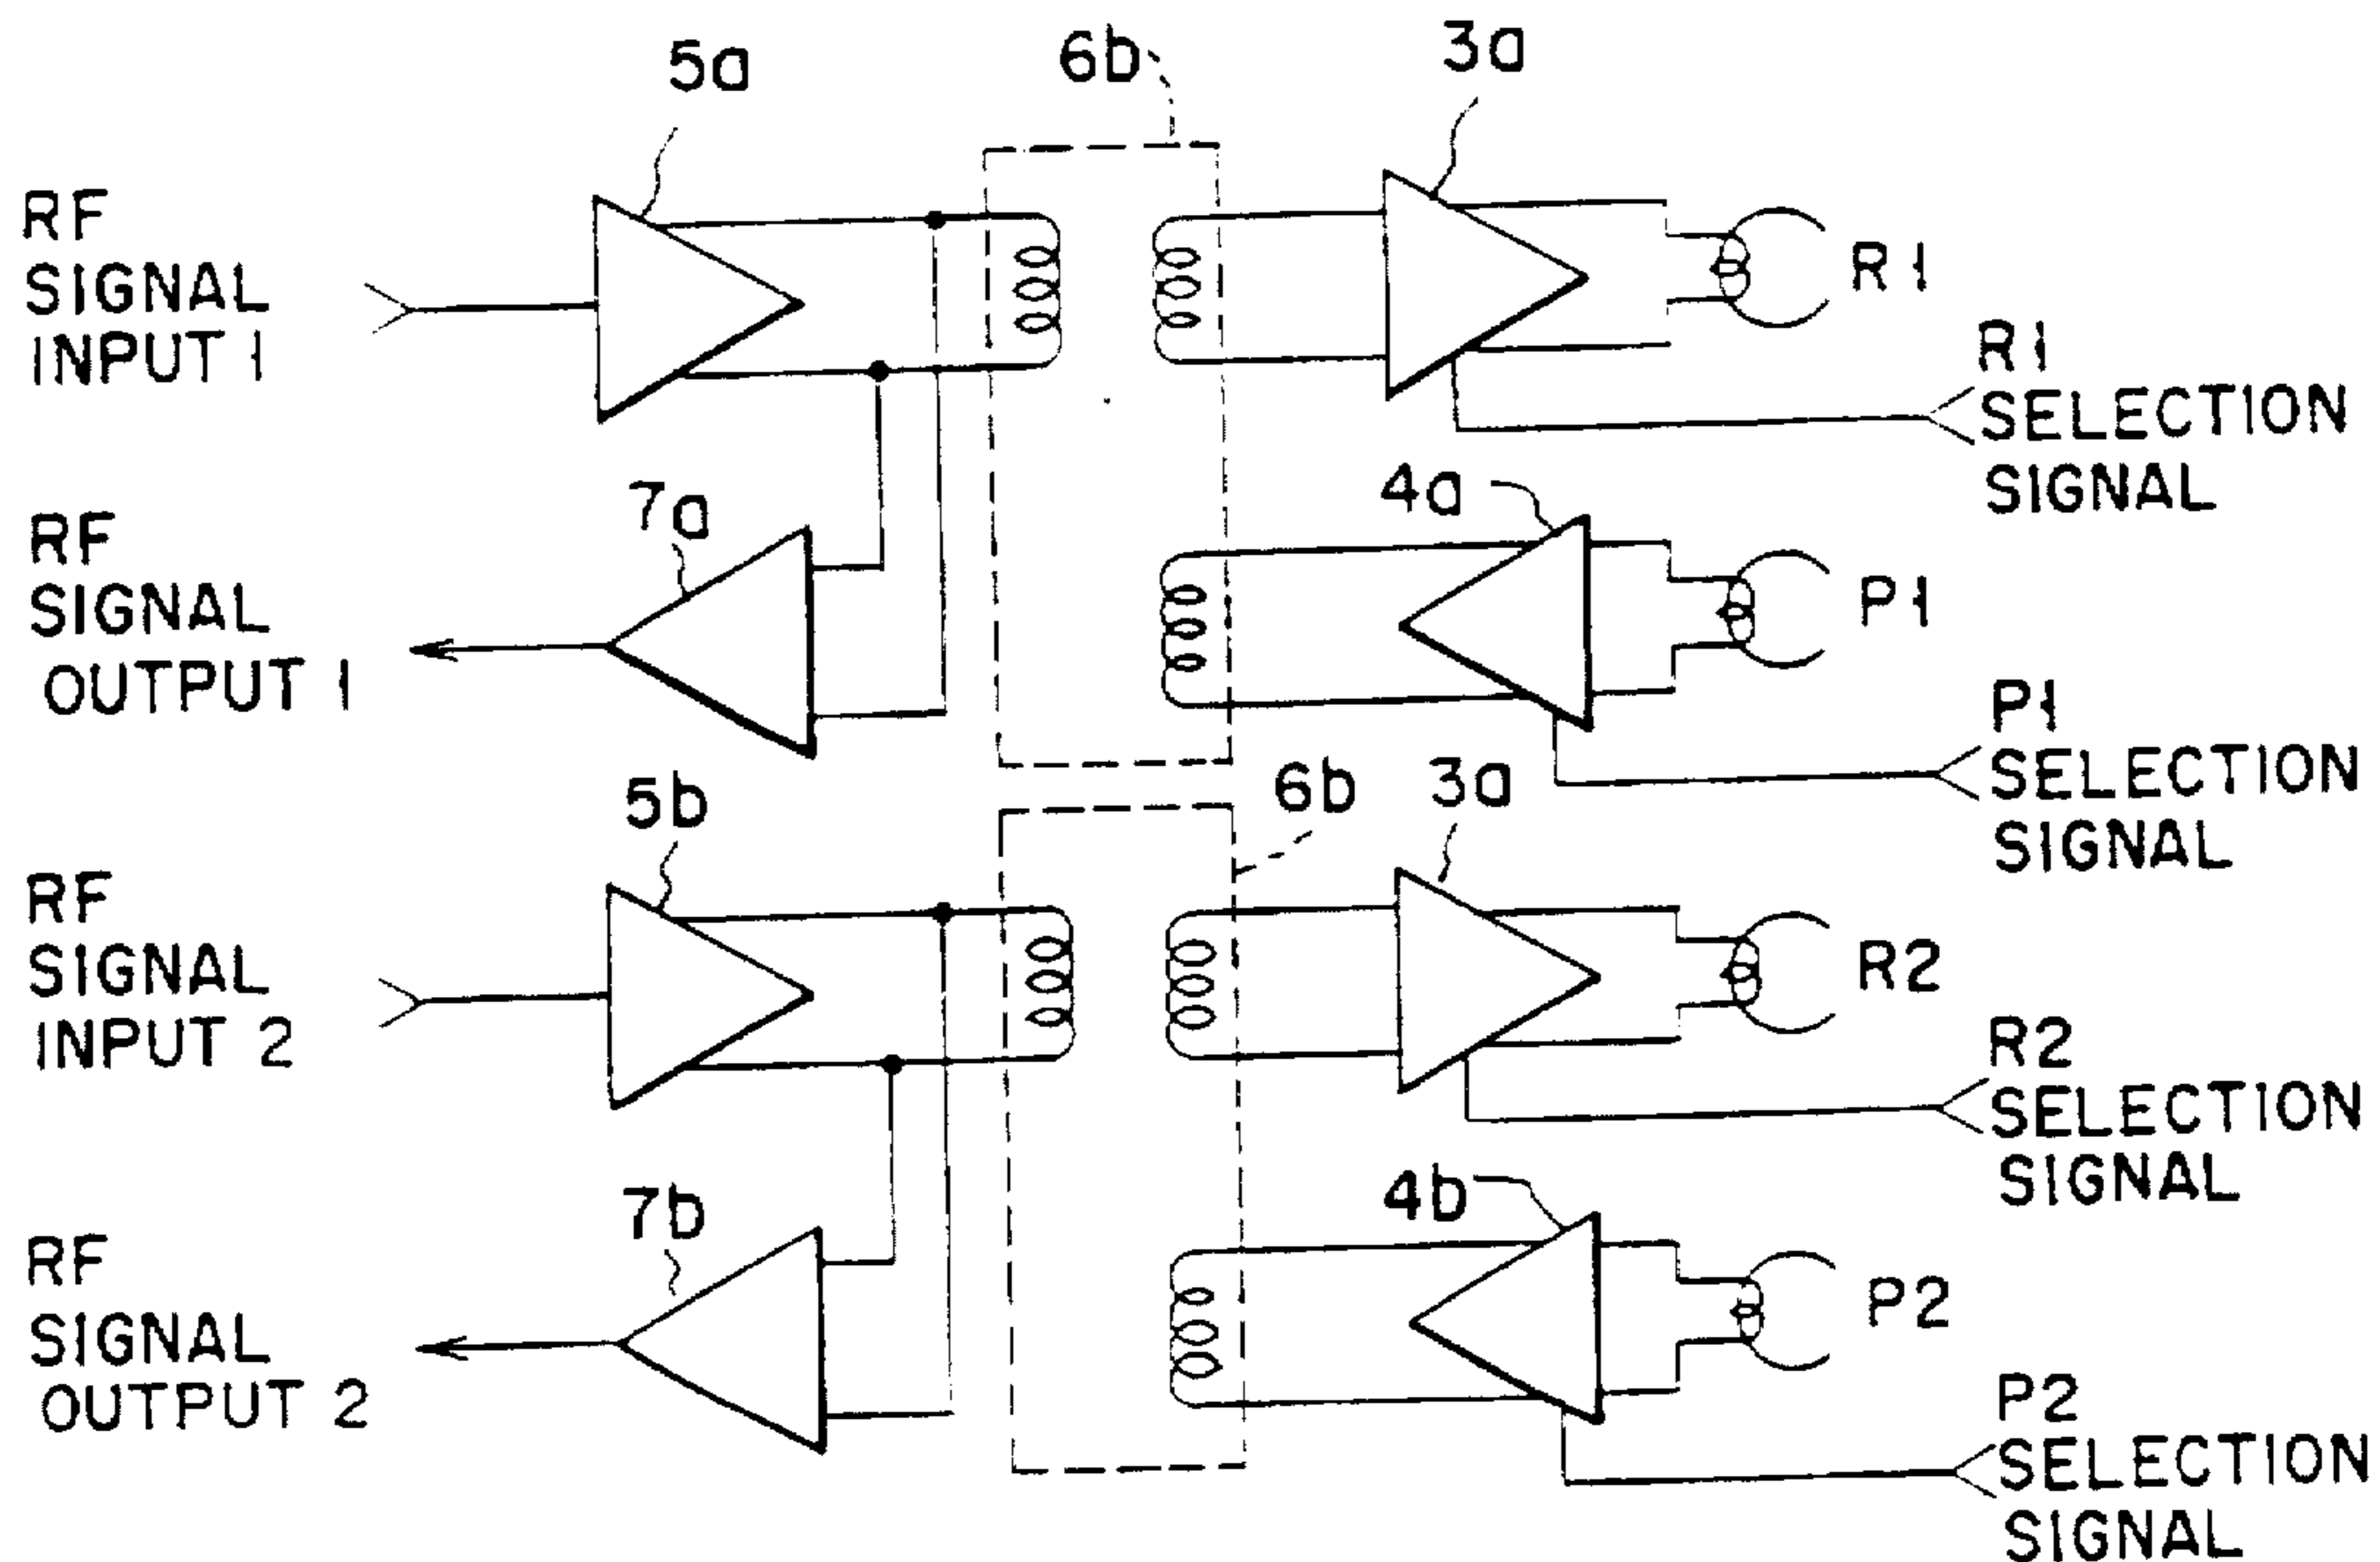 5a
6b
3a
RF
SIGNAL
INPUT 1
R1
R1
SELECTION
SIGNAL
7a
4a
RF
SIGNAL
OUTPUT 1
P1
P1
SELECTION
SIGNAL
5b
6b
3a
RF
SIGNAL
INPUT 2
R2
R2
SELECTION
SIGNAL
7b
4b
RF
SIGNAL
OUTPUT 2
P2
P2
SELECTION
SIGNAL